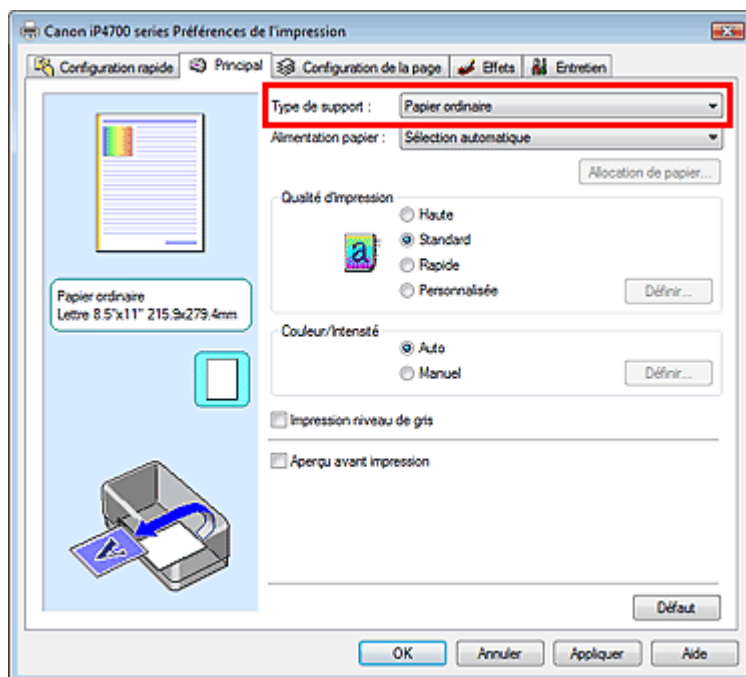 Canon iP4700 series Préférences de l'impression
Configuration rapide Principal Configuration de la page Effets Entretien
Type de support : Papier ordinaire
Alimentation papier : Sélection automatique
Allocation de papier...
Qualité d'impression
Haute
a Standard
Rapide
Personnalisée Définir...
Papier ordinaire
Lettre 8.5"x11" 215.9x279.4mm
Couleur/Intensité
Auto
Manuel Définir...
Impression niveau de gris
Aperçu avant impression
A
Défaut
OK Annuler Appliquer Aide